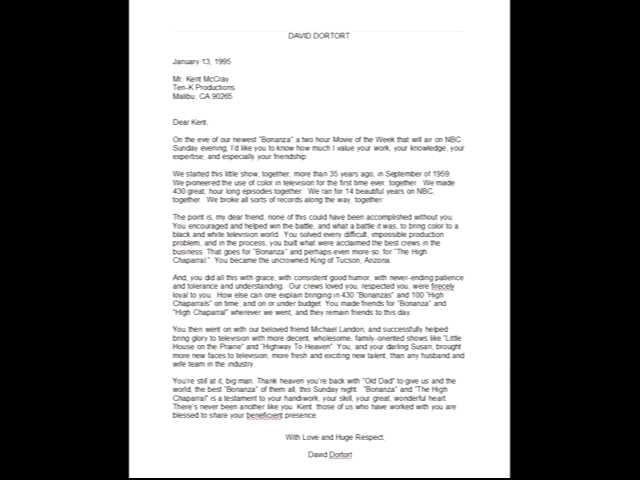 DAVID DORTORT
January 13, 1995
Mr. Kent McCray
Ten-K Productions
Malibu, CA 90265
Dear Kent,
On the eve of our newest "Bonanza" a two hour Movie of the Week that will air on NBC
Sunday evening, I'd like you to know how much I value your work, your knowledge, your
expertise, and especially your friendship.
We started this little show, together, more than 35 years ago, in September of 1959.
We pioneered the use of color in television for the first time ever, together. We made
430 great, hour long episodes together. We ran for 14 beautiful years on NBC,
together. We broke all sorts of records along the way, together.
The point is, my dear friend, none of this could have been accomplished without you.
You encouraged and helped win the battle, and what a battle it was, to bring color to a
black and white television world. You solved every difficult, impossible production
problem, and in the process, you built what were acclaimed the best crews in the
business. That goes for "Bonanza" and perhaps even more so, for "The High
Chaparral." You became the uncrowned King of Tucson, Arizona.
And, you did all this with grace, with consistent good humor, with never-ending patience
and tolerance and understanding. Our crews loved you, respected you, were firecely
loyal to you. How else can one explain bringing in 430 "Bonanzas" and 100 "High
Chaparrals" on time, and on or under budget. You made friends for "Bonanza" and
"High Chaparral" wherever we went, and they remain friends to this day.
You then went on with our beloved friend Michael Landon, and successfully helped
bring glory to television with more decent, wholesome, family-oriented shows like "Little
House on the Prairie" and "Highway To Heaven" You, and your darling Susan, brought
more new faces to television, more fresh and exciting new talent, than any husband and
wife team in the industry.
You're still at it, big man. Thank heaven you're back with "Old Dad" to give us and the
world, the best "Bonanza" of them all, this Sunday night. "Bonanza" and "The High
Chaparral" is a testament to your handiwork, your skill, your great, wonderful heart.
There's never been another like you. Kent those of us who have worked with you are
blessed to share your beneficient presence.
With Love and Huge Respect,
David Dortort